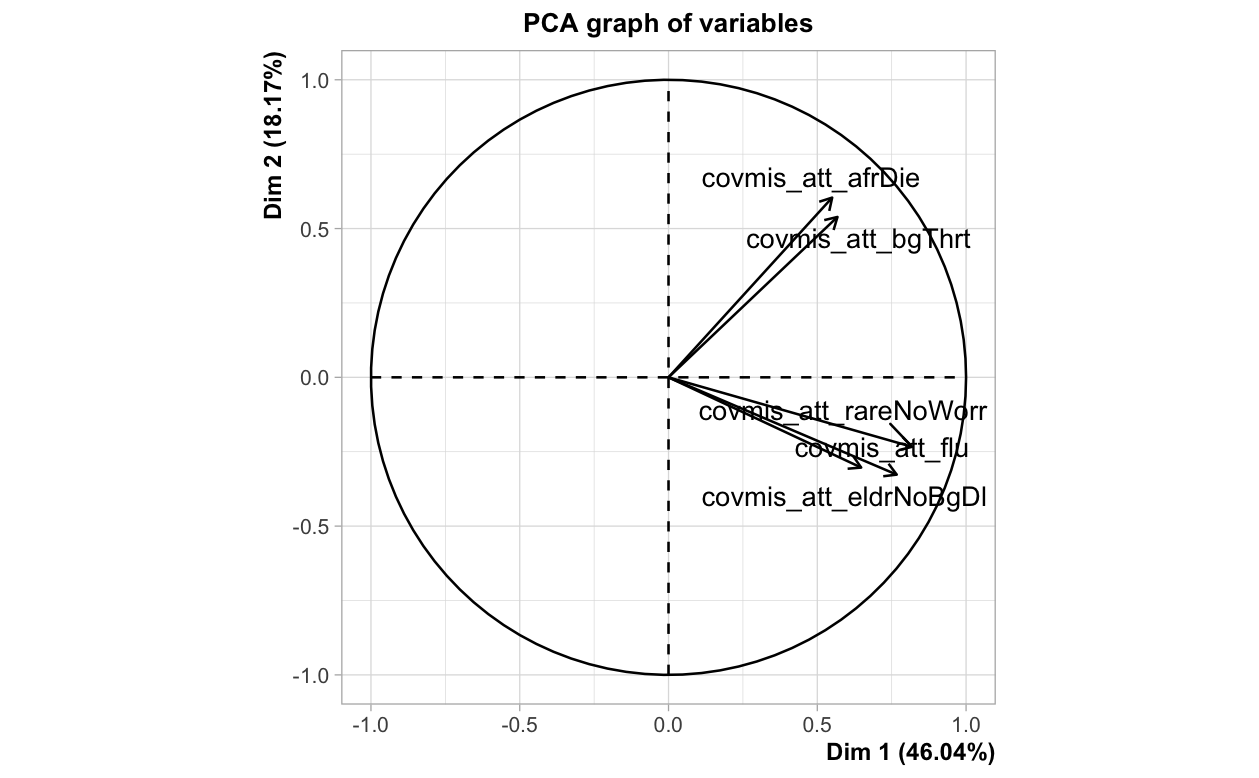 PCA graph of variables
Dim 2 (18.17%)
1.0
0.5
0.0
-0.5
-1.0
covmis_att_afrDie
covmis_att_bgThrt
covmis_att_rareNoWorr
covmis_att_flu
covmis_att_eldrNoBgDl
-1.0 -0.5 0.0 0.5 1.0
Dim 1 (46.04%)